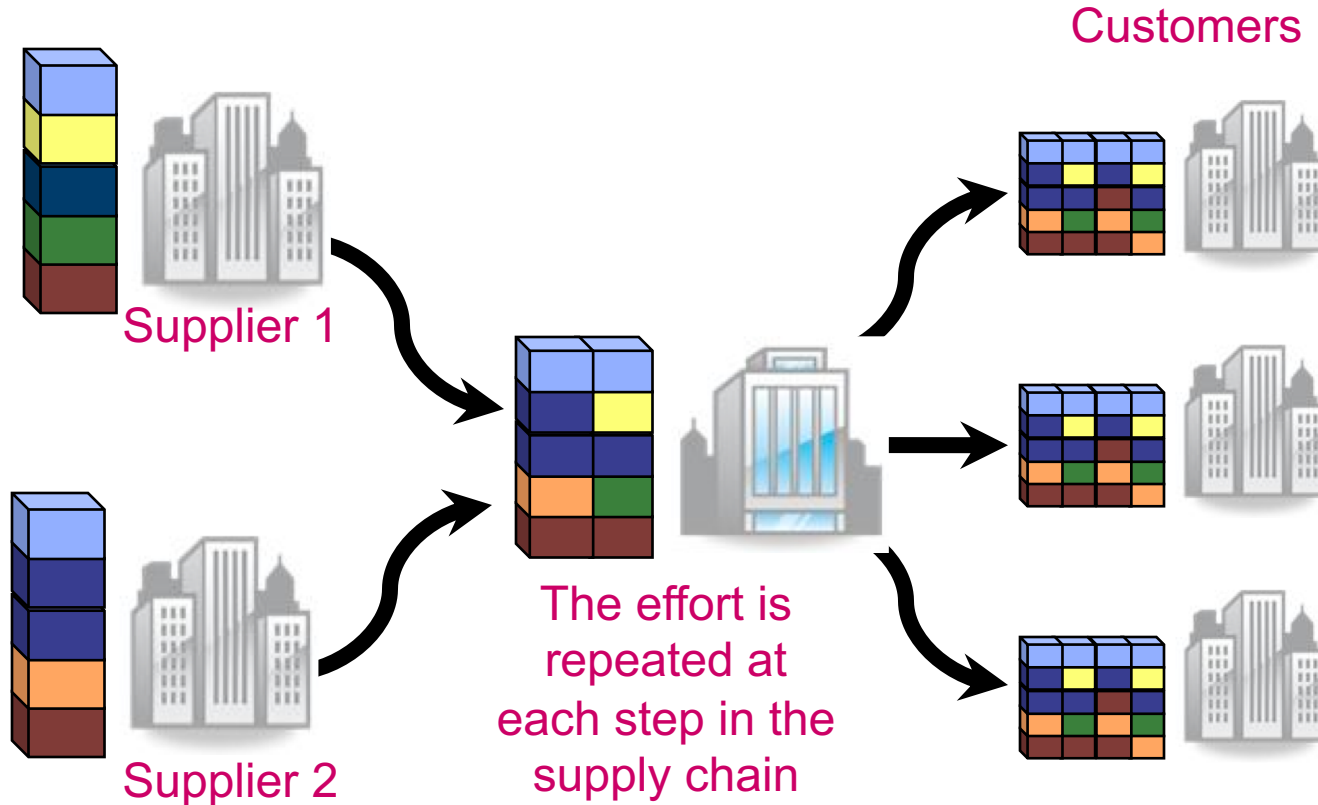 Customers
Supplier 1
The effort is
repeated at
each step in the
supply chain
Supplier 2